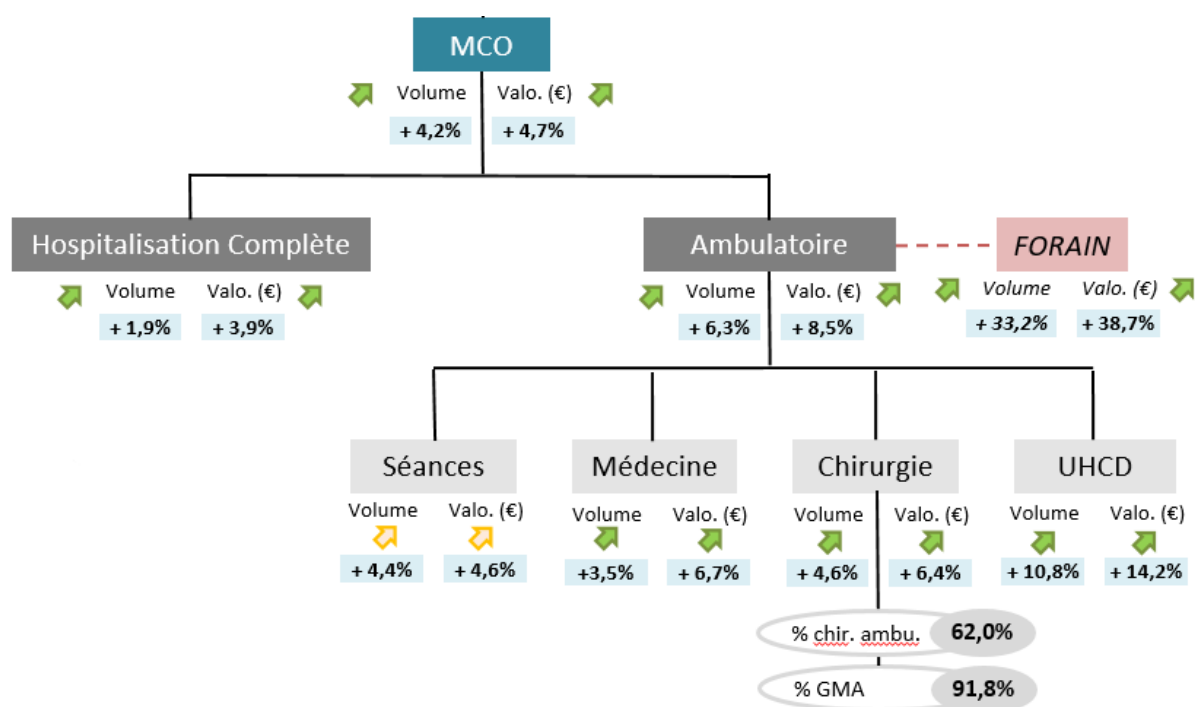 MCO
Volume Valo. (€)
+ 4,2% + 4,7%
Hospitalisation Complète Ambulatoire FORAIN
Volume Valo. (€) Volume Valo. (€) Volume Valo. (€)
+ 1,9% + 3,9% + 6,3% + 8,5% + 33,2% + 38,7%
Séances Médecine Chirurgie UHCD
Volume Valo. (€) Volume Valo. (€) Volume Valo. (€) Volume Valo. (€)
+ 4,4% + 4,6% +3,5% + 6,7% + 4,6% + 6,4% + 10,8% + 14,2%
% chir. ambu. 62,0%
% GMA 91,8%